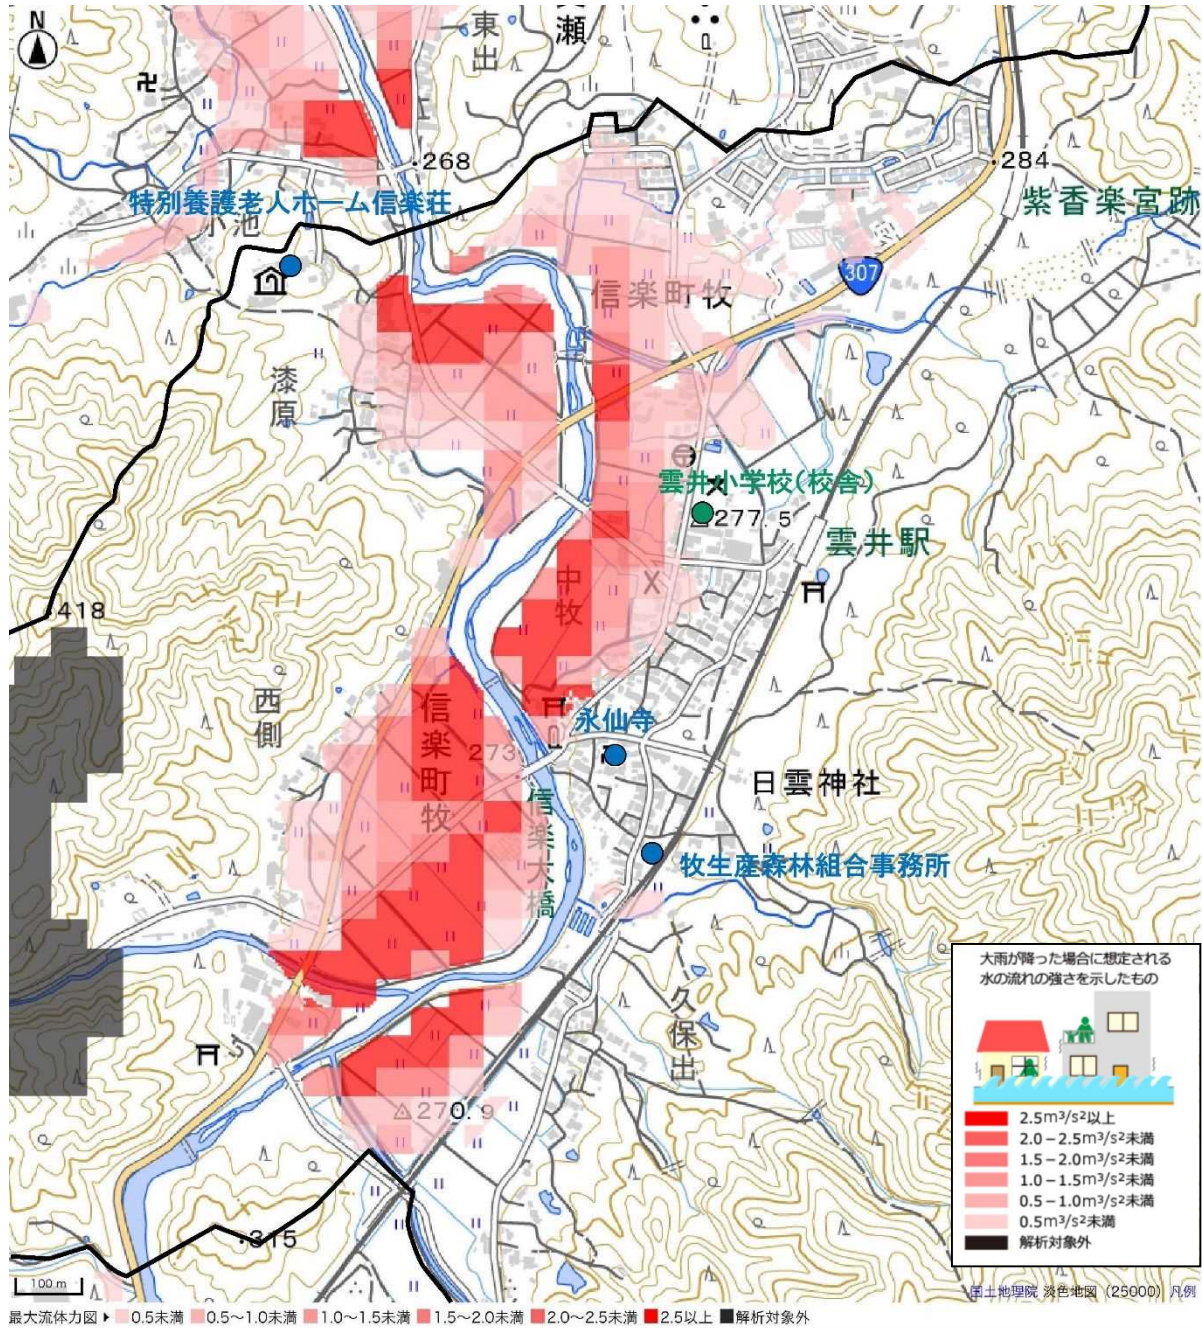 N
東出
瀬
268
284
特別養護老人ホーム信楽荘
小池
紫香楽宮跡
307
信楽町牧
漆原
雲井小学校(校舎)
277.5
雲井駅
中牧
418
西側
信楽町牧
273
永仙寺
日雲神社
信楽大橋
牧生産森林組合事務所
久保出
270.9
315
100 m
大雨が降った場合に想定される
水の流れの強さを示したもの
2.5m³/s²以上
2.0－2.5m³/s²未満
1.5－2.0m³/s²未満
1.0－1.5m³/s²未満
0.5－1.0m³/s²未満
0.5m³/s²未満
解析対象外
国土地理院 淡色地図 (25000) 凡例
最大流体力図 ▶ 0.5未満 0.5～1.0未満 1.0～1.5未満 1.5～2.0未満 2.0～2.5未満 2.5以上 解析対象外